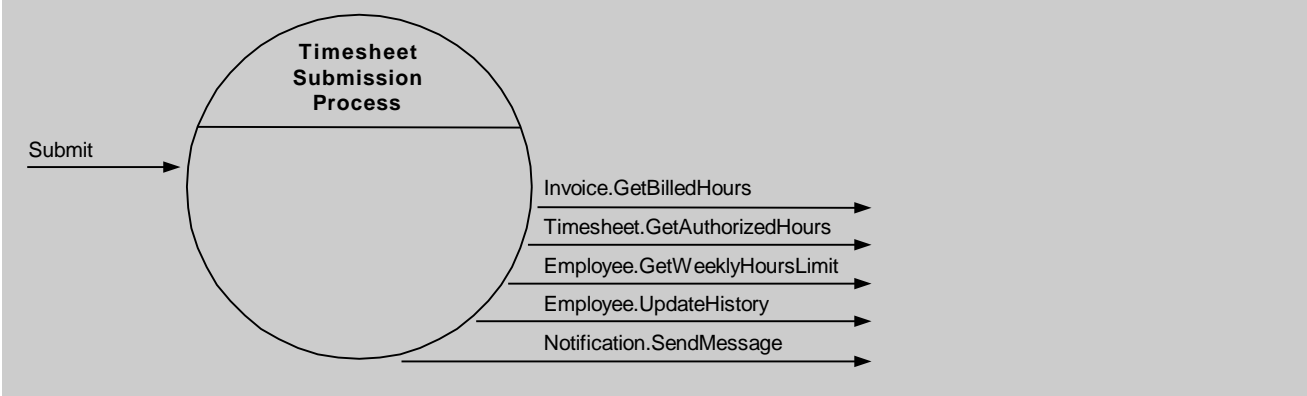 Timesheet
Submission
Process
Submit
Invoice.GetBilledHours
Timesheet.GetAuthorizedHours
Employee.GetWeeklyHoursLimit
Employee.UpdateHistory
Notification.SendMessage